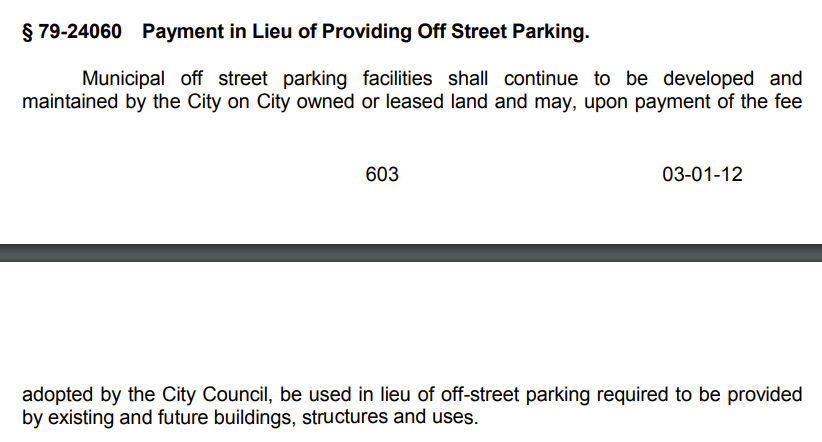 § 79-24060 Payment in Lieu of Providing Off Street Parking.
Municipal off street parking facilities shall continue to be developed and
maintained by the City on City owned or leased land and may, upon payment of the fee
603 03-01-12
adopted by the City Council, be used in lieu of off-street parking required to be provided
by existing and future buildings, structures and uses.